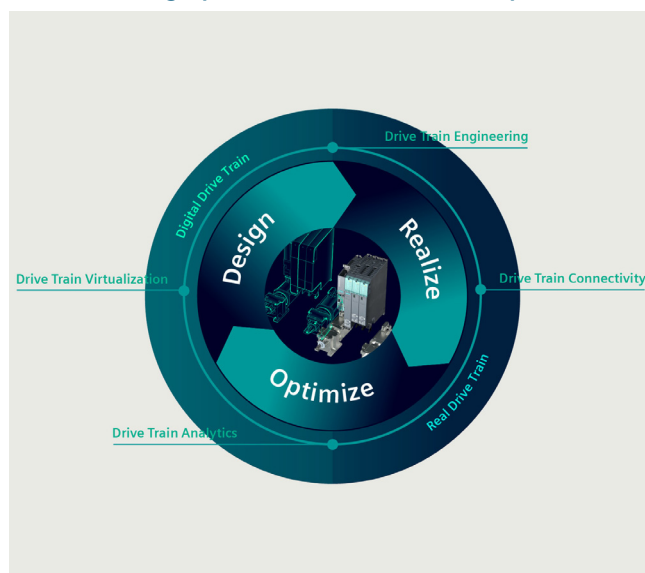 Drive Train Engineering
Digital Drive Train
Design
Realize
Drive Train Virtualization
Drive Train Connectivity
Optimize
Real Drive Train
Drive Train Analytics